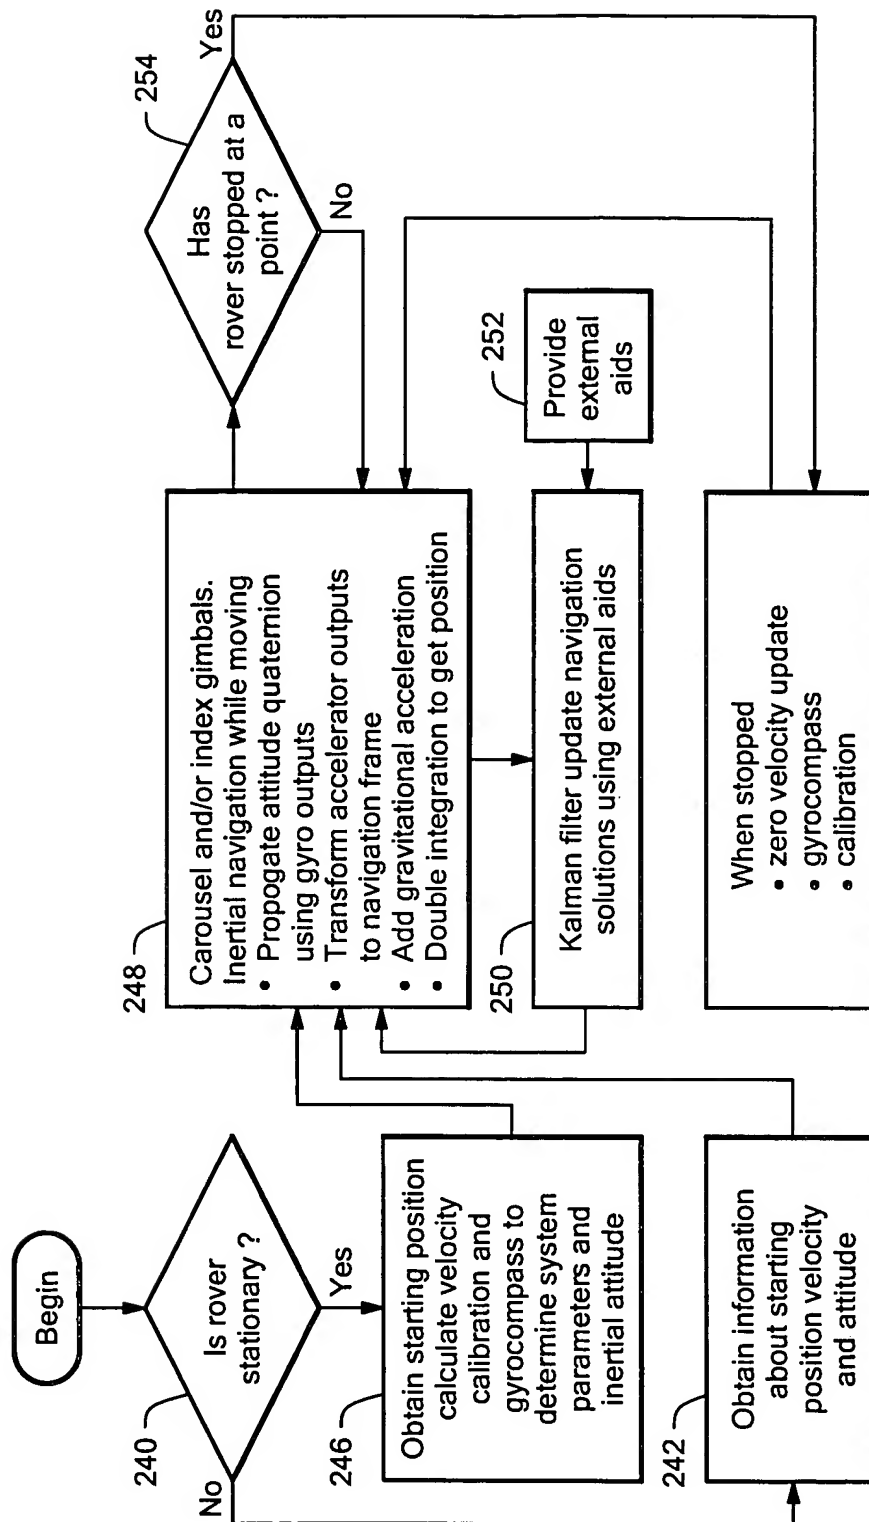 Begin
240
Is rover
stationary ?
No
Yes
246
Obtain starting position
calculate velocity
calibration and
gyrocompass to
determine system
parameters and
inertial attitude
242
Obtain information
about starting
position velocity
and attitude
248
Carousel and/or index gimbals.
Inertial navigation while moving
• Propogate attitude quaternion
using gyro outputs
• Transform accelerator outputs
to navigation frame
• Add gravitational acceleration
• Double integration to get position
250
Kalman filter update navigation
solutions using external aids
252
Provide
external
aids
When stopped
• zero velocity update
• gyrocompass
• calibration
254
Has
rover stopped at a
point ?
Yes
No